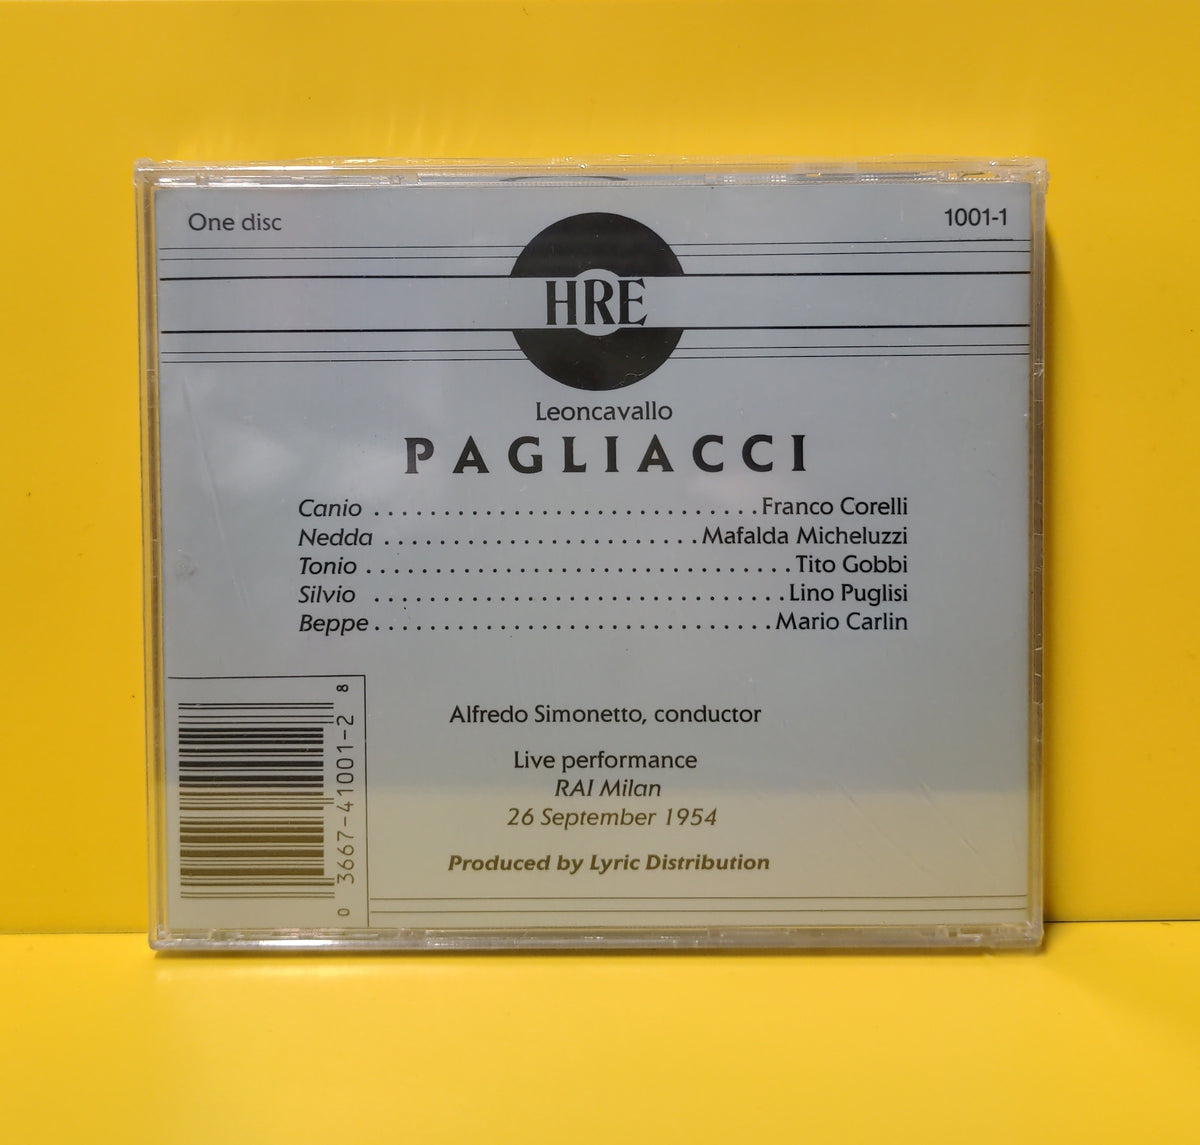 One disc
1001-1
HRE
Leoncavallo
PAGLIACCI
Canio ............................Franco Corelli
Nedda .......................Mafalda Micheluzzi
Tonio ...............................Tito Gobbi
Silvio ..............................Lino Puglisi
Beppe.............................Mario Carlin
Alfredo Simonetto, conductor
Live performance
RAI Milan
26 September 1954
Produced by Lyric Distribution
0 3667-41001-2 8